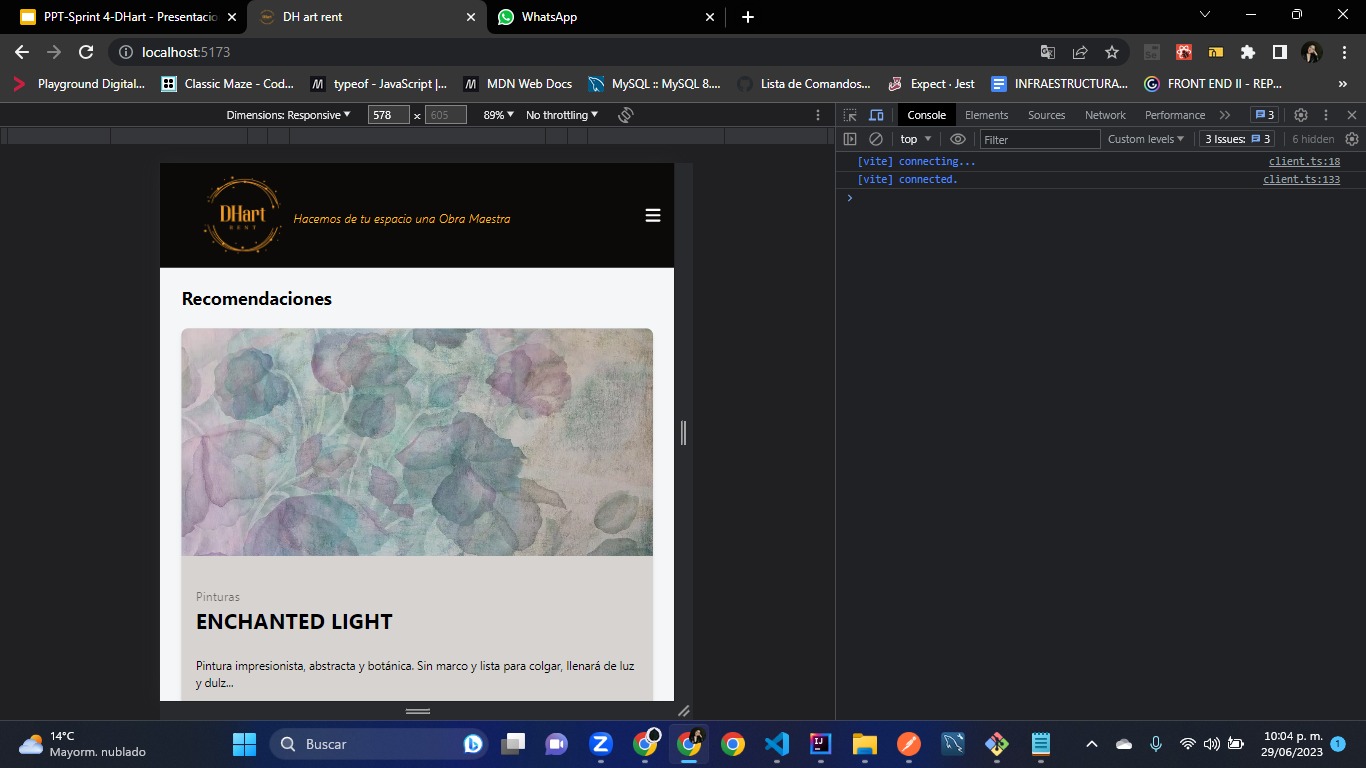 PPT-Sprint 4-DHart - Presentacio
DH art rent
WhatsApp
localhost:5173
Playground Digital...
Classic Maze - Cod...
typeof - JavaScript |...
MDN Web Docs
MySQL :: MySQL 8....
Lista de Comandos...
Expect · Jest
INFRAESTRUCTURA...
FRONT END II - REP...
»
Dimensions: Responsive
578 × 605
89%
No throttling
Console
Elements
Sources
Network
Performance
3
top
Filter
Custom levels
3 Issues: 3
6 hidden
[vite] connecting... client.ts:18
[vite] connected. client.ts:133
DHart
RENT
Hacemos de tu espacio una Obra Maestra
Recomendaciones
Pinturas
ENCHANTED LIGHT
Pintura impresionista, abstracta y botánica. Sin marco y lista para colgar, llenará de luz
y dulz...
14°C
Mayorm. nublado
Buscar
10:04 p. m.
29/06/2023
1